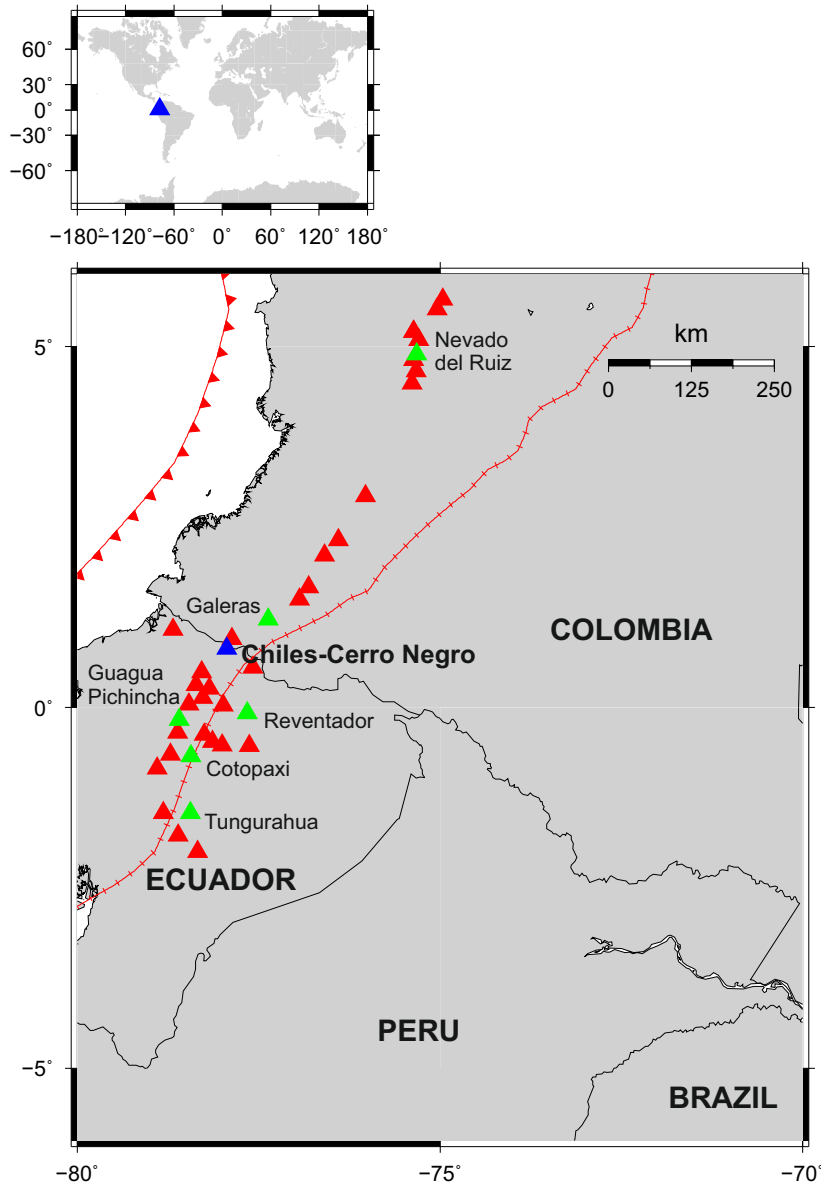 60°
30°
0°
−30°
−60°
−180−120°−60° 0° 60° 120° 180°
km
0 125 250
5°
Nevado
del Ruiz
Galeras
COLOMBIA
Chiles-Cerro Negro
Guagua
Pichincha
0°
Reventador
Cotopaxi
Tungurahua
ECUADOR
PERU
−5°
BRAZIL
−80° −75° −70°